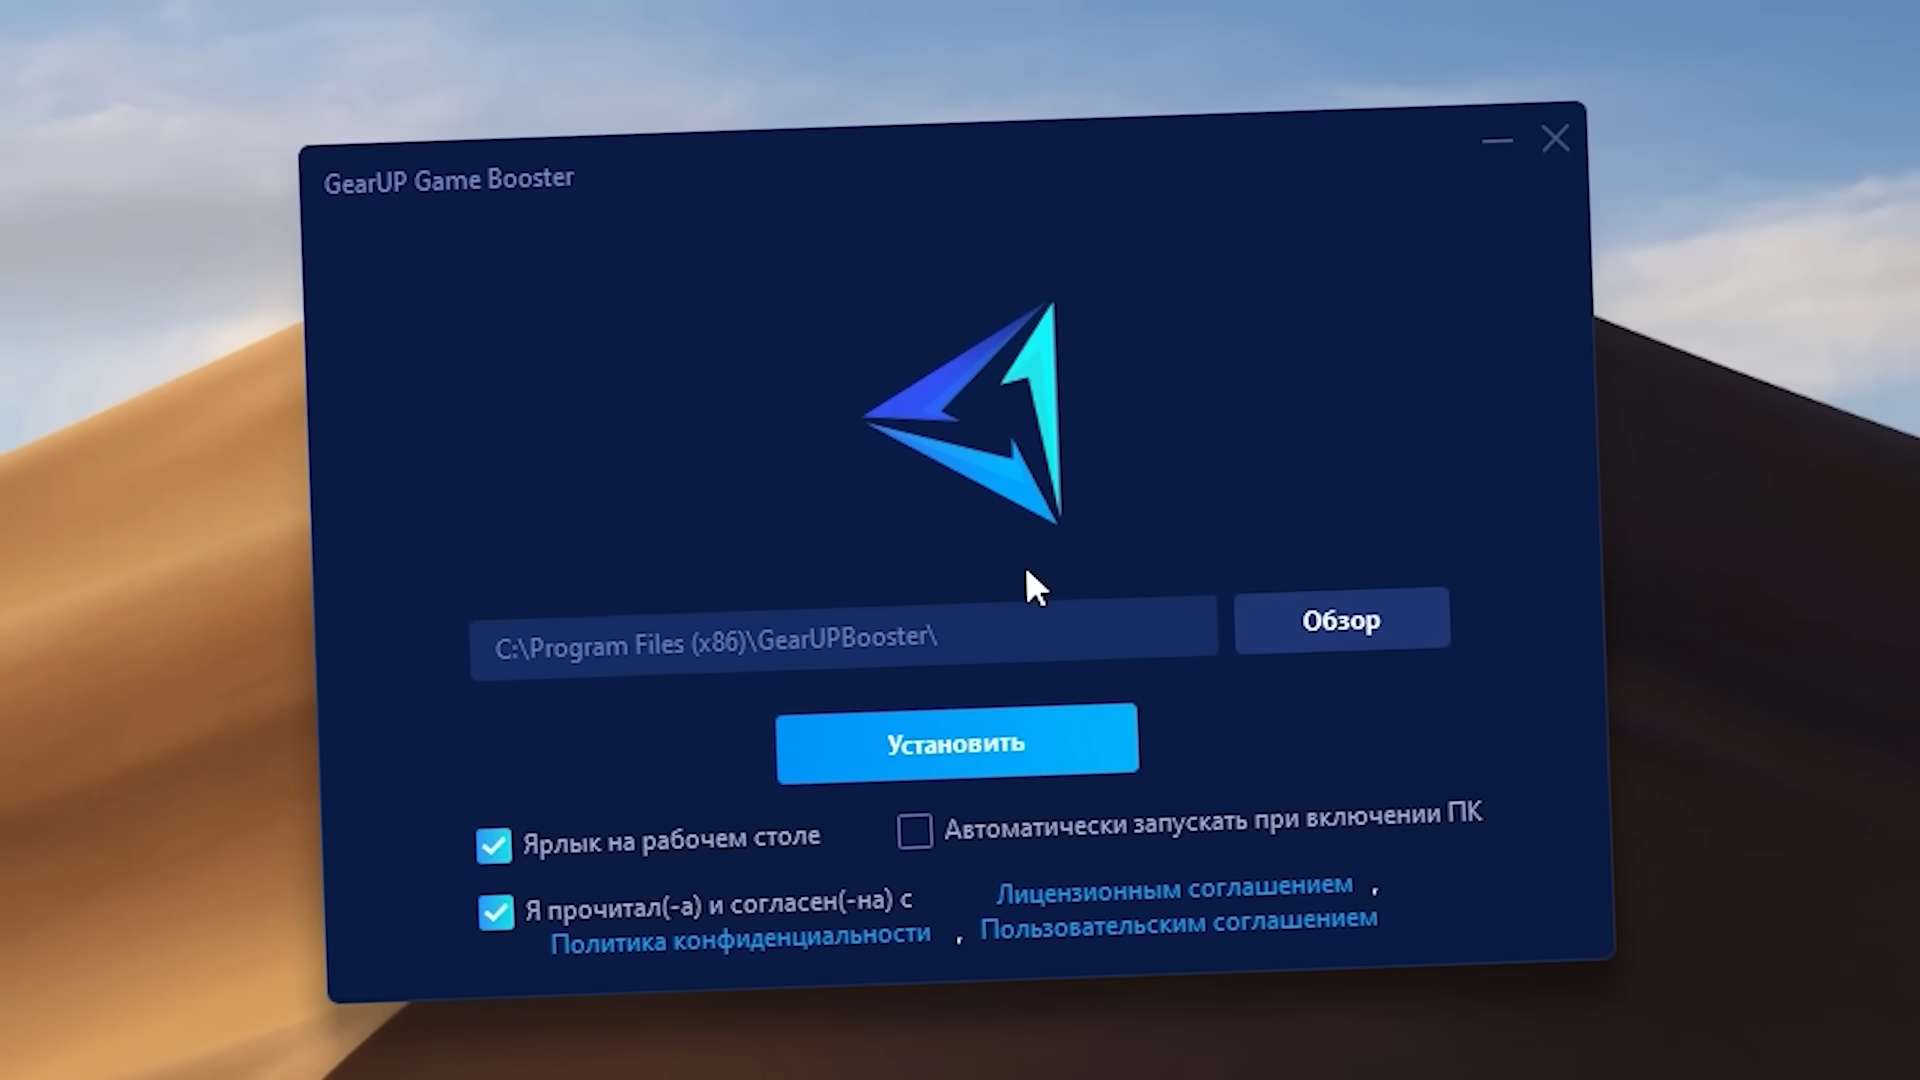 GearUP Game Booster
C:\Program Files (x86)\GearUPBooster\
Обзор
Установить
Ярлык на рабочем столе
Автоматически запускать при включении ПК
Я прочитал(-а) и согласен(-на) с
Лицензионным соглашением ,
Политика конфиденциальности , Пользовательским соглашением